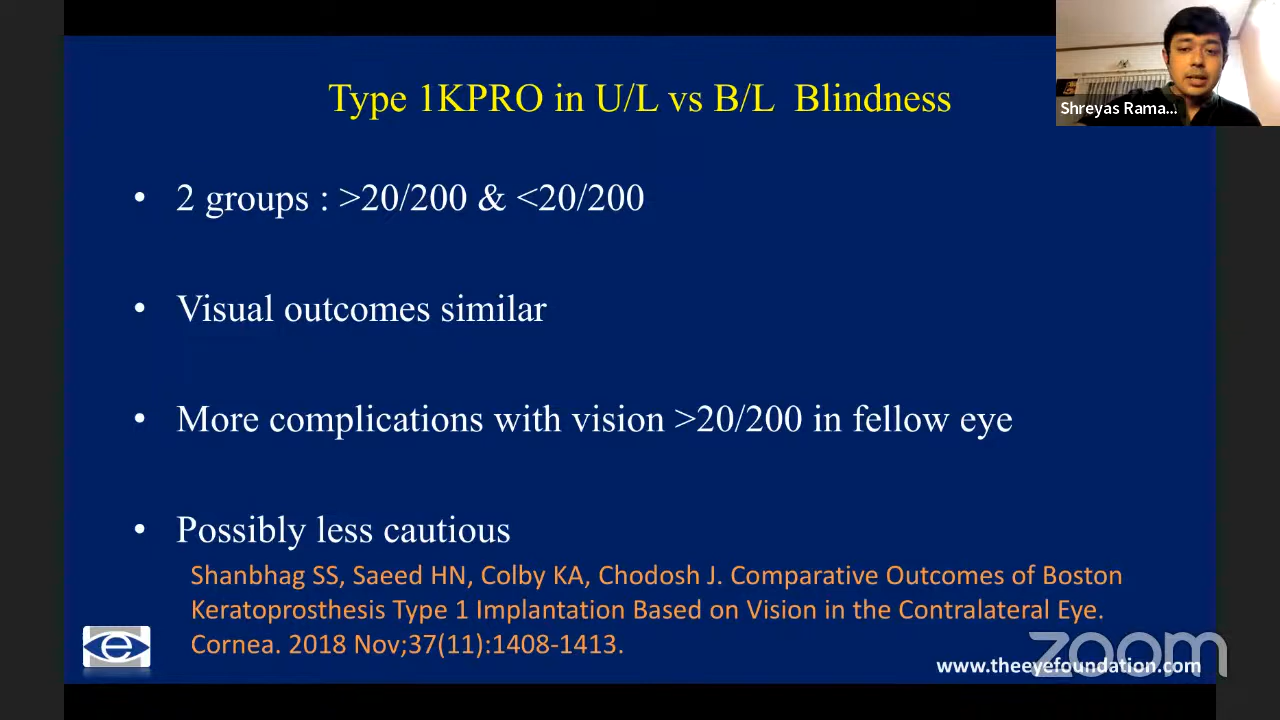 Type 1KPRO in U/L vs B/L Blindness
Shreyas Rama...
• 2 groups : >20/200 & <20/200
• Visual outcomes similar
• More complications with vision >20/200 in fellow eye
• Possibly less cautious
Shanbhag SS, Saeed HN, Colby KA, Chodosh J. Comparative Outcomes of Boston
Keratoprosthesis Type 1 Implantation Based on Vision in the Contralateral Eye.
Cornea. 2018 Nov;37(11):1408-1413.
e
zoom
www.theeyefoundation.com